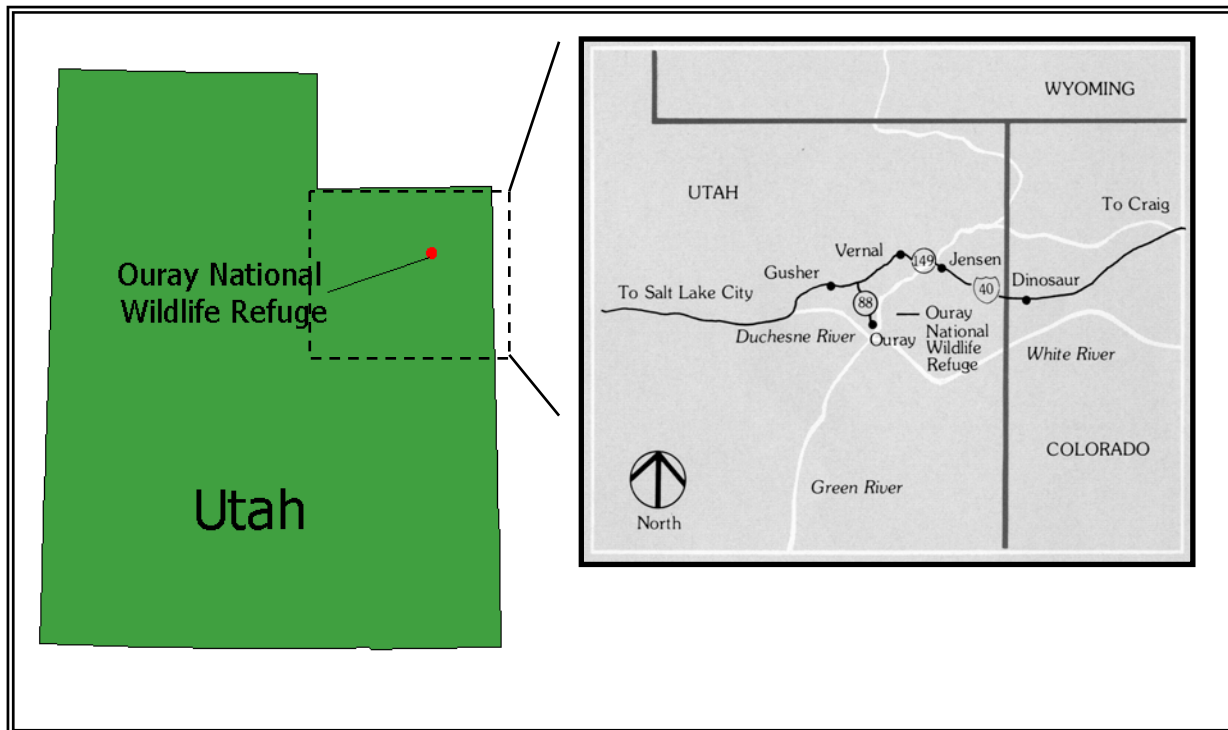 Ouray National
Wildlife Refuge
Utah
WYOMING
UTAH
To Craig
Vernal
149
Jensen
Gusher
Dinosaur
To Salt Lake City
40
88
Ouray
National
Wildlife
Refuge
Duchesne River
Ouray
White River
COLORADO
Green River
North